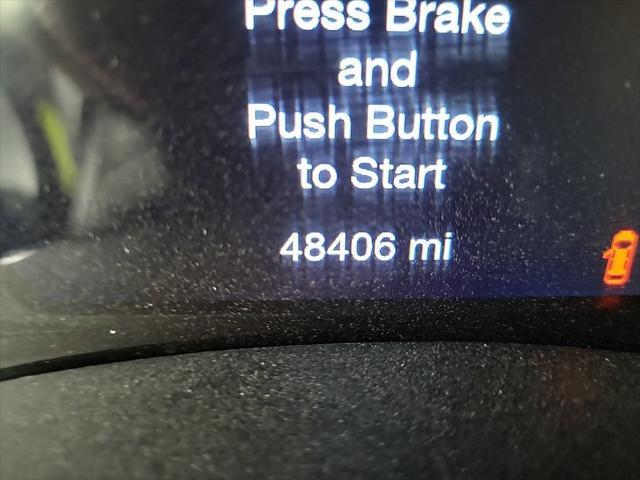 Press Brake
and
Push Button
to Start
48406 mi